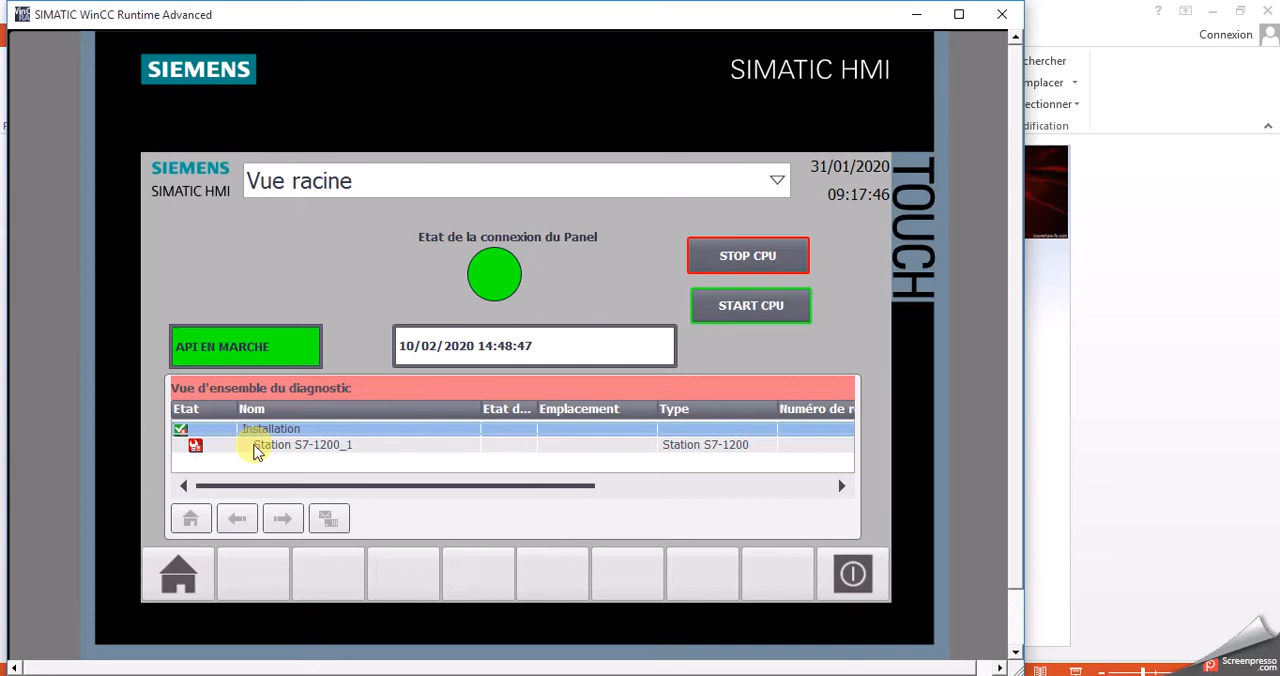 SIMATIC WinCC Runtime Advanced
Connexion
chercher
mplacer
ectionner
dification
SIEMENS
SIMATIC HMI
TOUCH
SIEMENS
SIMATIC HMI
Vue racine
31/01/2020
09:17:46
Etat de la connexion du Panel
STOP CPU
START CPU
API EN MARCHE
10/02/2020 14:48:47
Vue d'ensemble du diagnostic
Etat Nom Etat d... Emplacement Type Numéro de r
Installation
Station S7-1200_1 Station S7-1200
Screenpresso
.com